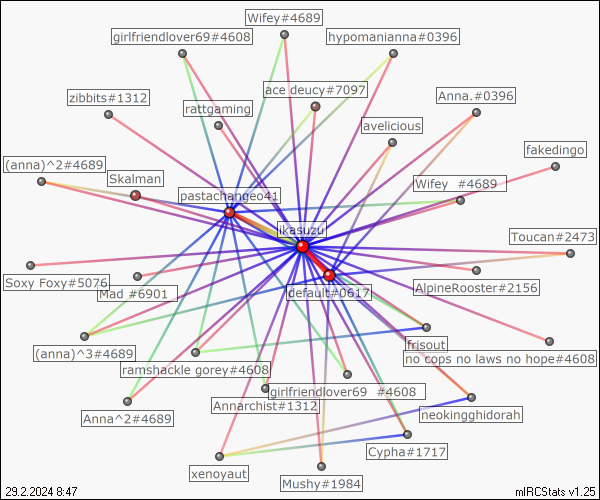 Wifey#4689
girlfriendlover69#4608
hypomanianna#0396
ace deucy#7097
zibbits#1312
Anna.#0396
rattgaming
avelicious
fakedingo
(anna)^2#4689
Skalman
pastachangeo41
Wifey  #4689
ikasuzu
Toucan#2473
Soxy Foxy#5076
Mad #6901
default#0617
AlpineRooster#2156
(anna)^3#4689
frisout
no cops no laws no hope#4608
ramshackle gorey#4608
girlfriendlover69  #4608
Annarchist#1312
Anna^2#4689
neokingghidorah
Cypha#1717
xenoyaut
Mushy#1984
29.2.2024 8:47
mIRCStats v1.25